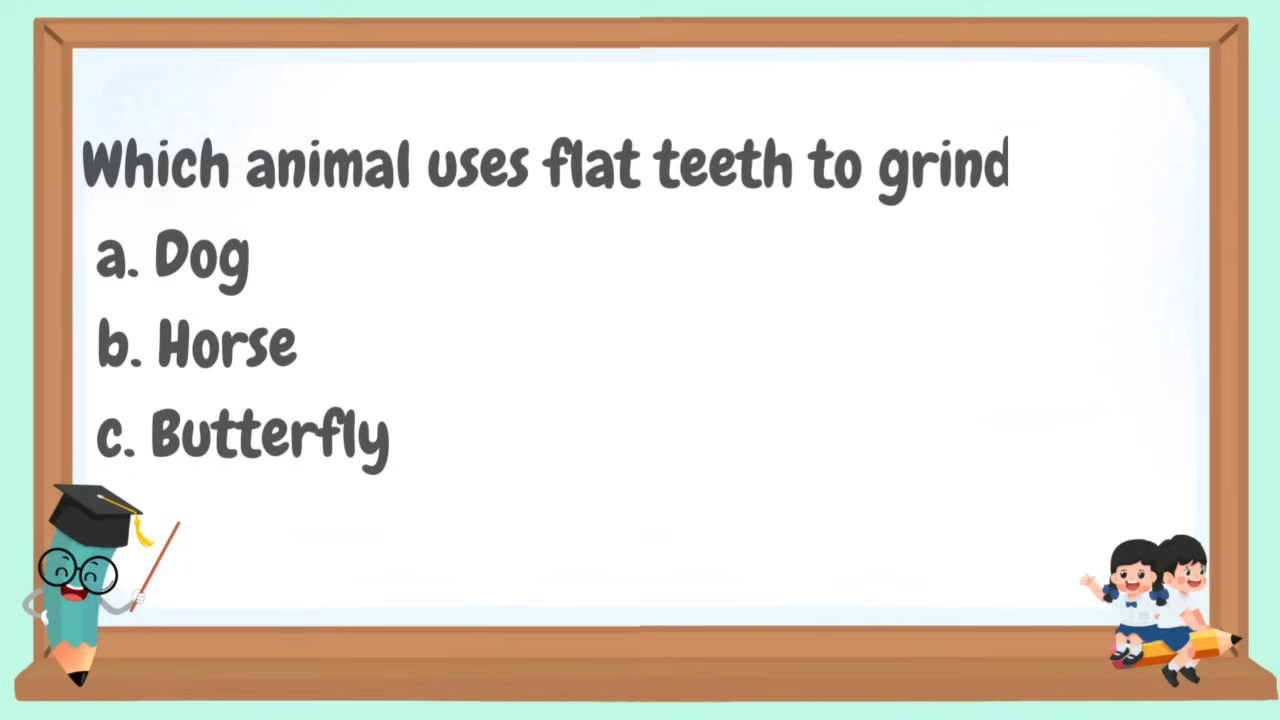 Which animal uses flat teeth to grind
a. Dog
b. Horse
c. Butterfly